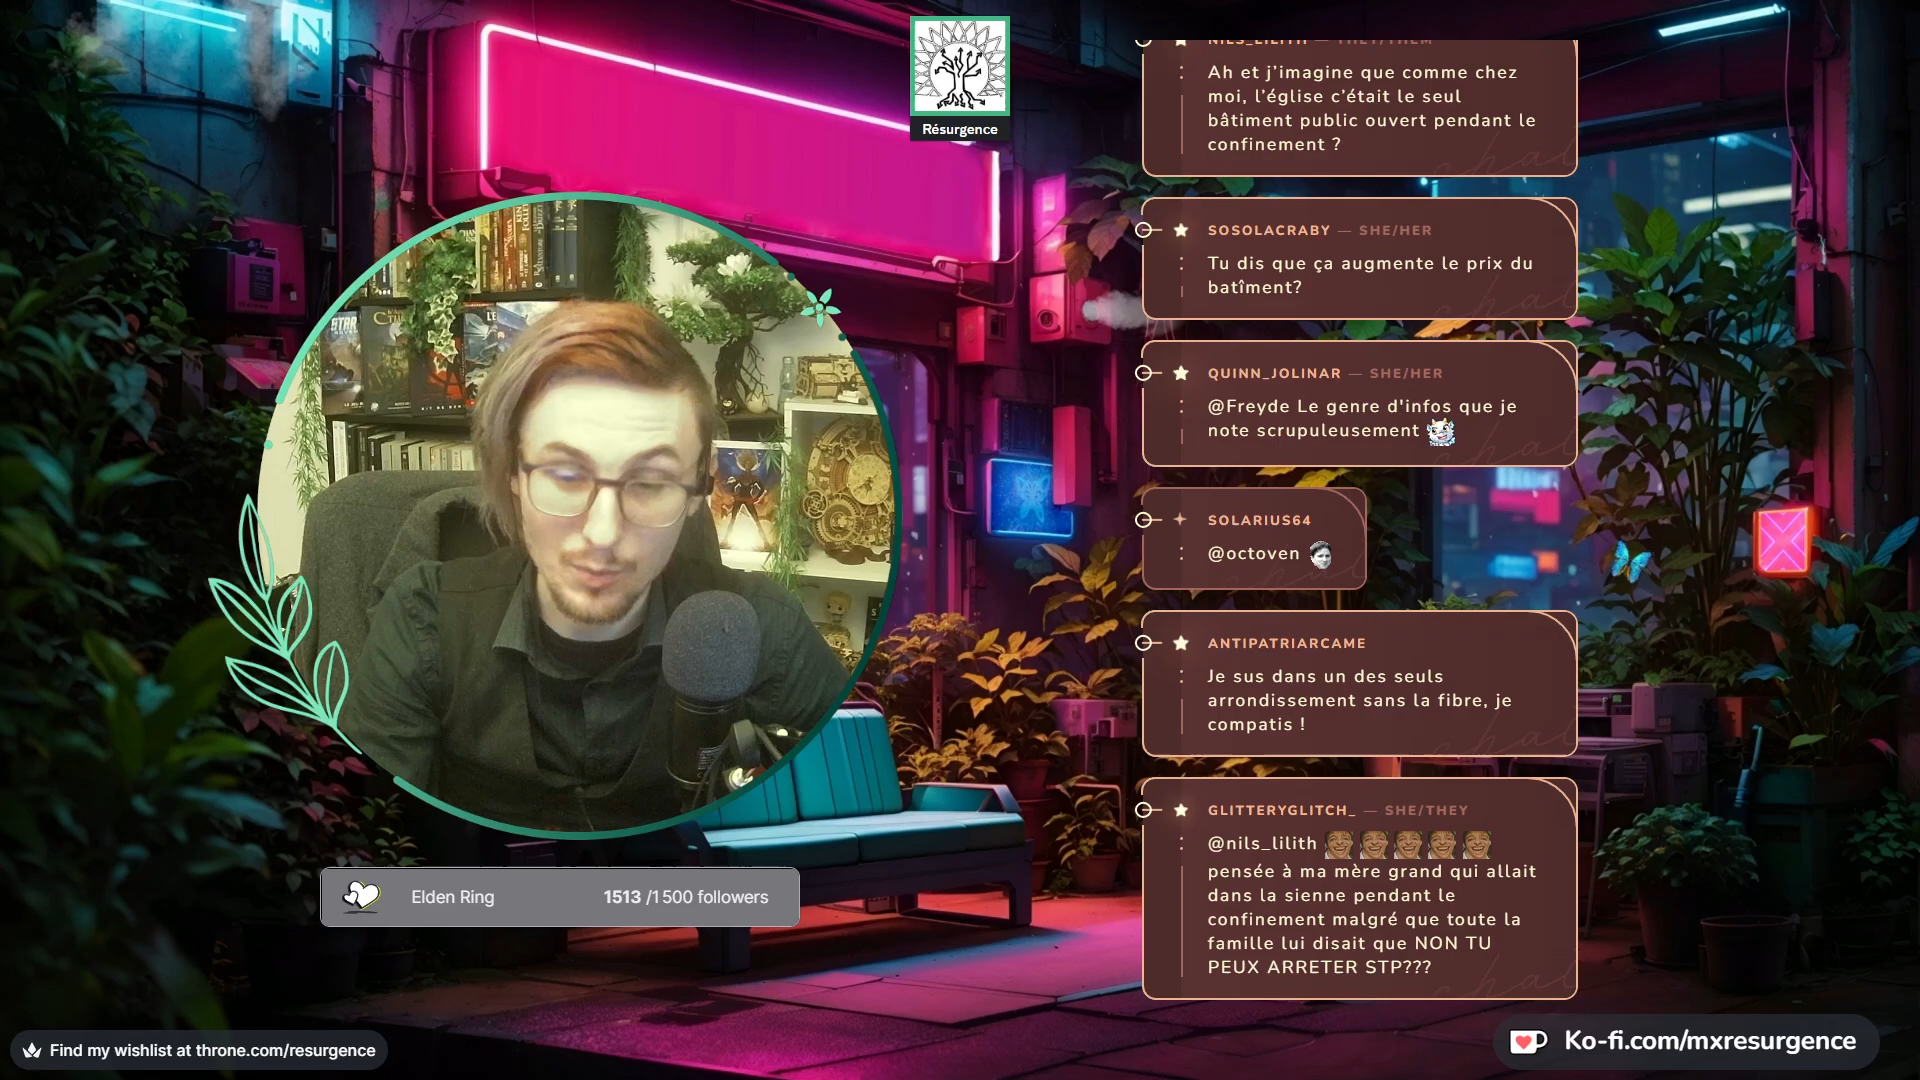 Résurgence
NILS_LILITH — THEY/THEM
Ah et j’imagine que comme chez
moi, l’église c’était le seul
bâtiment public ouvert pendant le
confinement ?
SOSOLACRABY — SHE/HER
Tu dis que ça augmente le prix du
batîment?
QUINN_JOLINAR — SHE/HER
@Freyde Le genre d'infos que je
note scrupuleusement
SOLARIUS64
@octoven
ANTIPATRIARCAME
Je sus dans un des seuls
arrondissement sans la fibre, je
compatis !
GLITTERYGLITCH_ — SHE/THEY
@nils_lilith
pensée à ma mère grand qui allait
dans la sienne pendant le
confinement malgré que toute la
famille lui disait que NON TU
PEUX ARRETER STP???
Elden Ring 1513 /1 500 followers
Find my wishlist at throne.com/resurgence
Ko-fi.com/mxresurgence